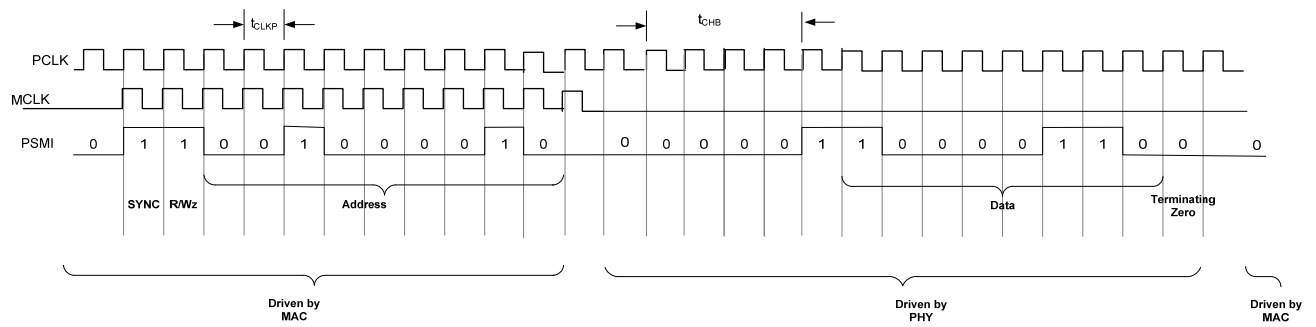 tCLKP
tCHB
PCLK
MCLK
PSMI 0 1 1 0 0 1 0 0 0 0 1 0 0 0 0 0 0 1 1 0 0 0 0 1 1 0 0 0
SYNC R/Wz Address Data Terminating
Zero
Driven by
MAC
Driven by
PHY
Driven by
MAC